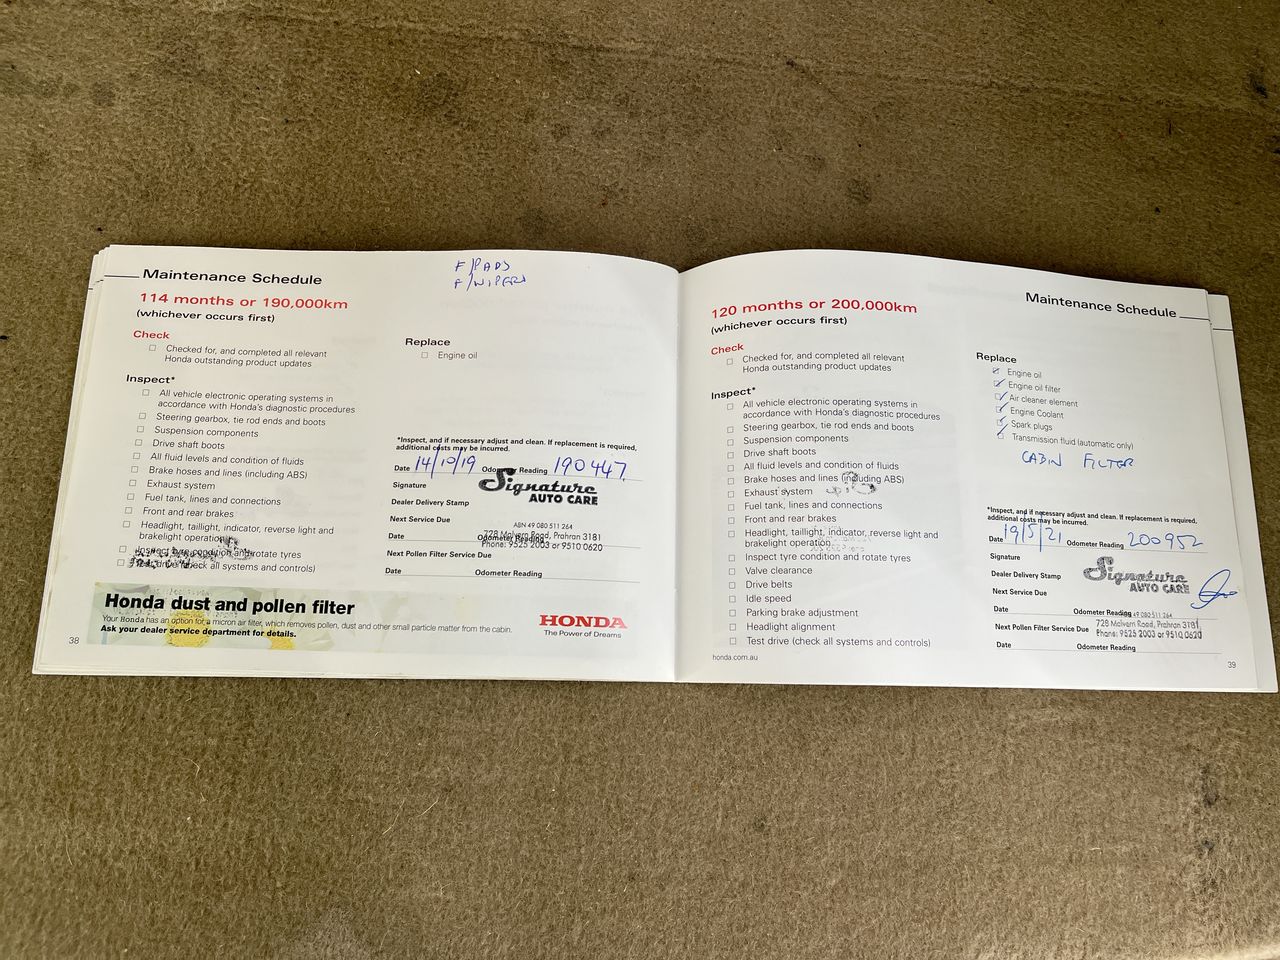 Maintenance Schedule
F/PADS
F/WIPERS
114 months or 190,000km
(whichever occurs first)
Check
Checked for, and completed all relevant
Honda outstanding product updates
Inspect*
All vehicle electronic operating systems in
accordance with Honda's diagnostic procedures
Steering gearbox, tie rod ends and boots
Suspension components
Drive shaft boots
All fluid levels and condition of fluids
Brake hoses and lines (including ABS)
Exhaust system
Fuel tank, lines and connections
Front and rear brakes
Headlight, taillight, indicator, reverse light and
brakelight operation
Inspect tyre condition and rotate tyres
Test drive (check all systems and controls)
Replace
Engine oil
*Inspect, and if necessary adjust and clean. If replacement is required,
additional costs may be incurred.
Date 14/10/19 Odometer Reading 190447
Signature
Signature
AUTO CARE
Dealer Delivery Stamp
ABN 49 080 511 264
Next Service Due
728 Malvern Road, Prahran 3181
Date Odometer Reading
Phone: 9525 2003 or 9510 0620
Next Pollen Filter Service Due
Date Odometer Reading
Honda dust and pollen filter
Your Honda has an option for a micron air filter, which removes pollen, dust and other small particle matter from the cabin.
Ask your dealer service department for details.
HONDA
The Power of Dreams
38
Maintenance Schedule
120 months or 200,000km
(whichever occurs first)
Check
Checked for, and completed all relevant
Honda outstanding product updates
Inspect*
All vehicle electronic operating systems in
accordance with Honda's diagnostic procedures
Steering gearbox, tie rod ends and boots
Suspension components
Drive shaft boots
All fluid levels and condition of fluids
Brake hoses and lines (including ABS)
Exhaust system
Fuel tank, lines and connections
Front and rear brakes
Headlight, taillight, indicator, reverse light and
brakelight operation
Inspect tyre condition and rotate tyres
Valve clearance
Drive belts
Idle speed
Parking brake adjustment
Headlight alignment
Test drive (check all systems and controls)
honda.com.au
Replace
Engine oil
Engine oil filter
Air cleaner element
Engine Coolant
Spark plugs
Transmission fluid (automatic only)
CABIN FILTER
*Inspect, and if necessary adjust and clean. If replacement is required,
additional costs may be incurred.
Date 19/5/21 Odometer Reading 200952
Signature
Signature
AUTO CARE
Dealer Delivery Stamp
Next Service Due
Date Odometer Reading
49 080 511 264
728 Malvern Road, Prahran 3181
Next Pollen Filter Service Due
Phone: 9525 2003 or 9510 0620
Date Odometer Reading
39